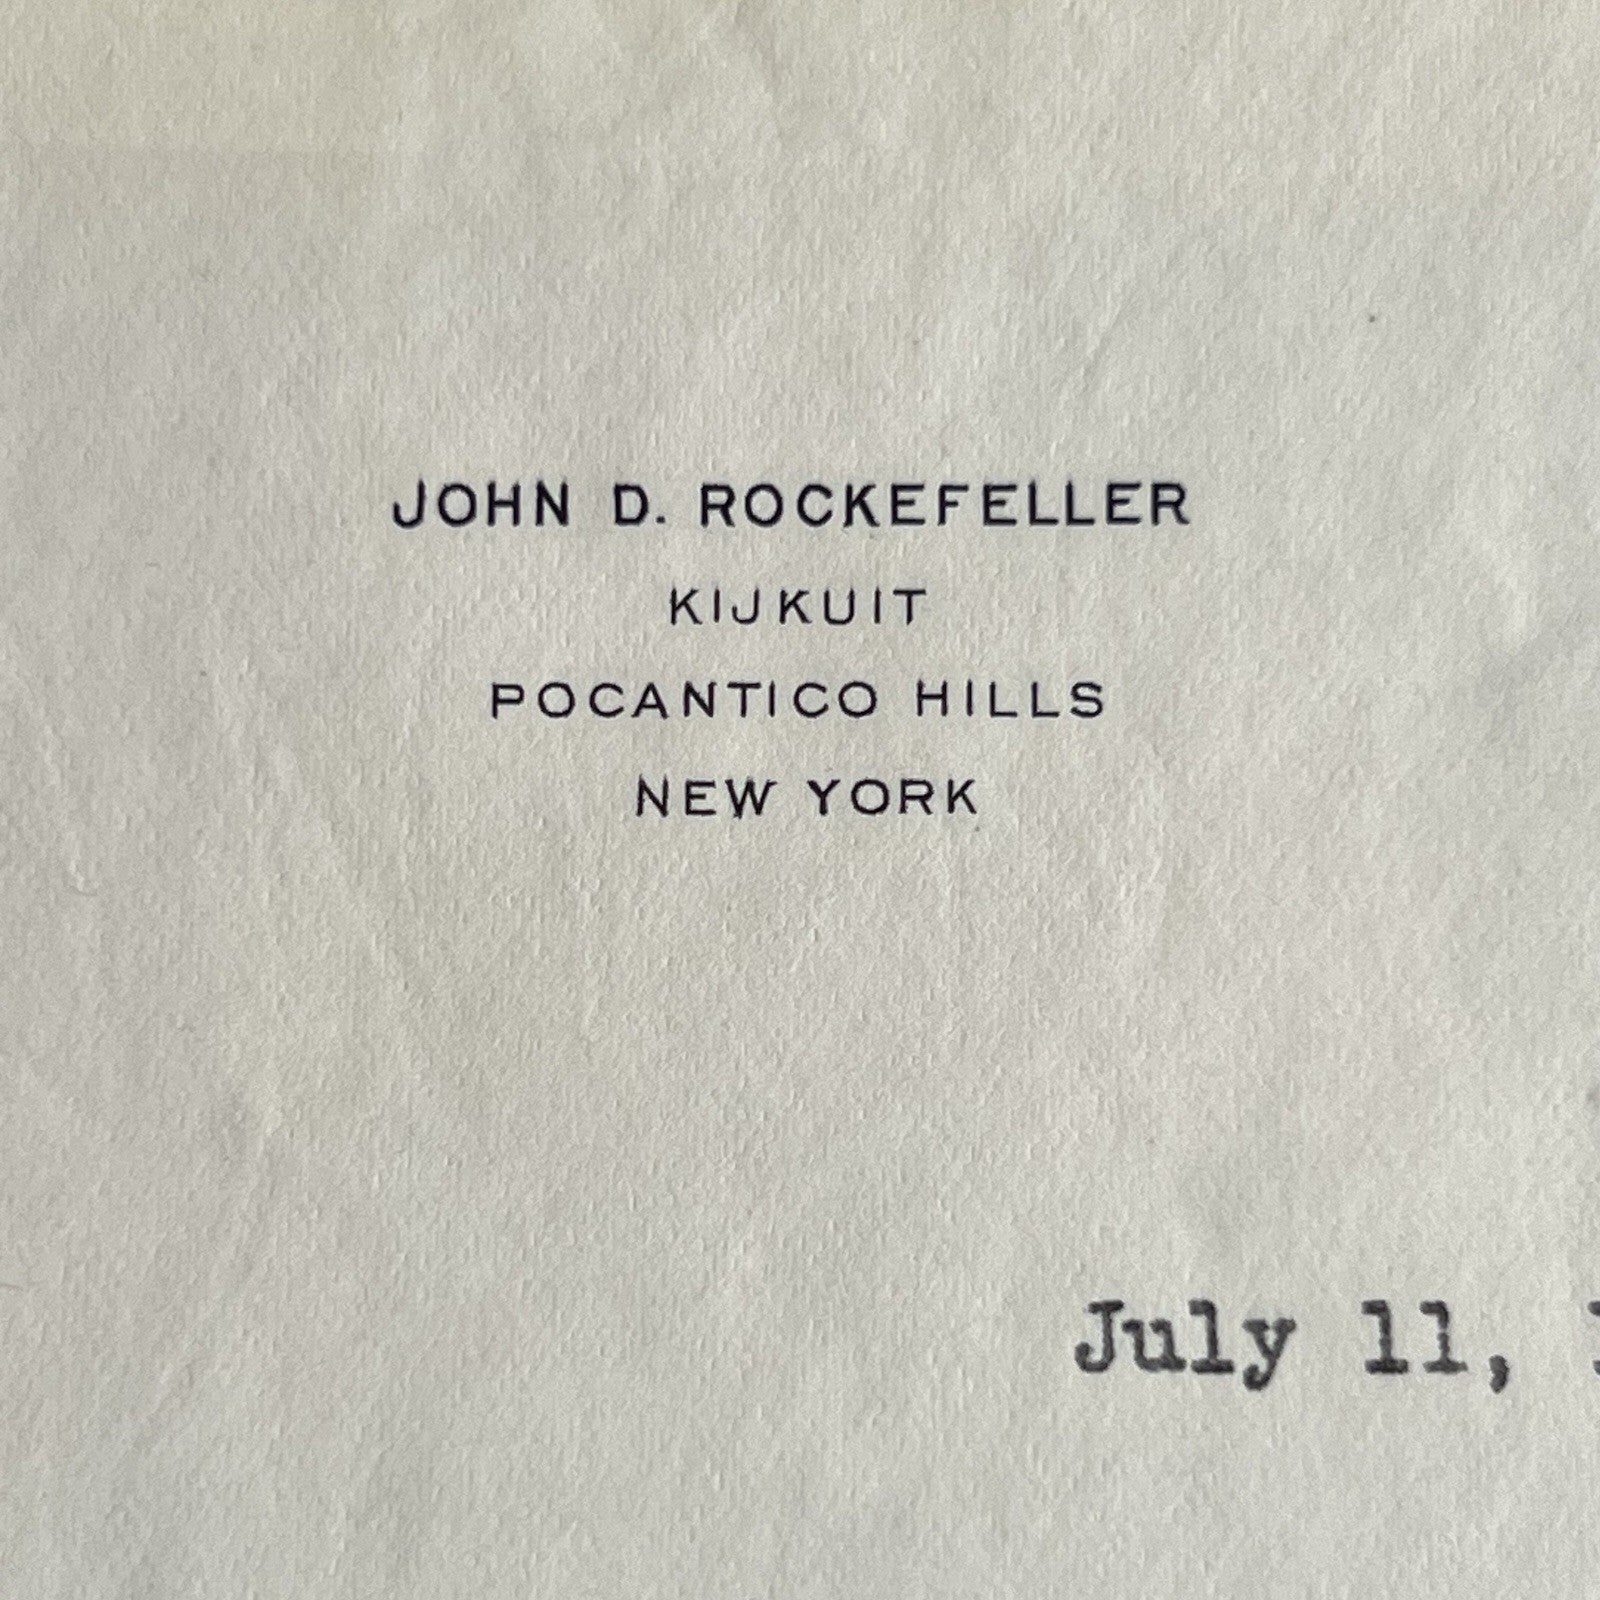 JOHN D. ROCKEFELLER
KIJKUIT
POCANTICO HILLS
NEW YORK
July 11,